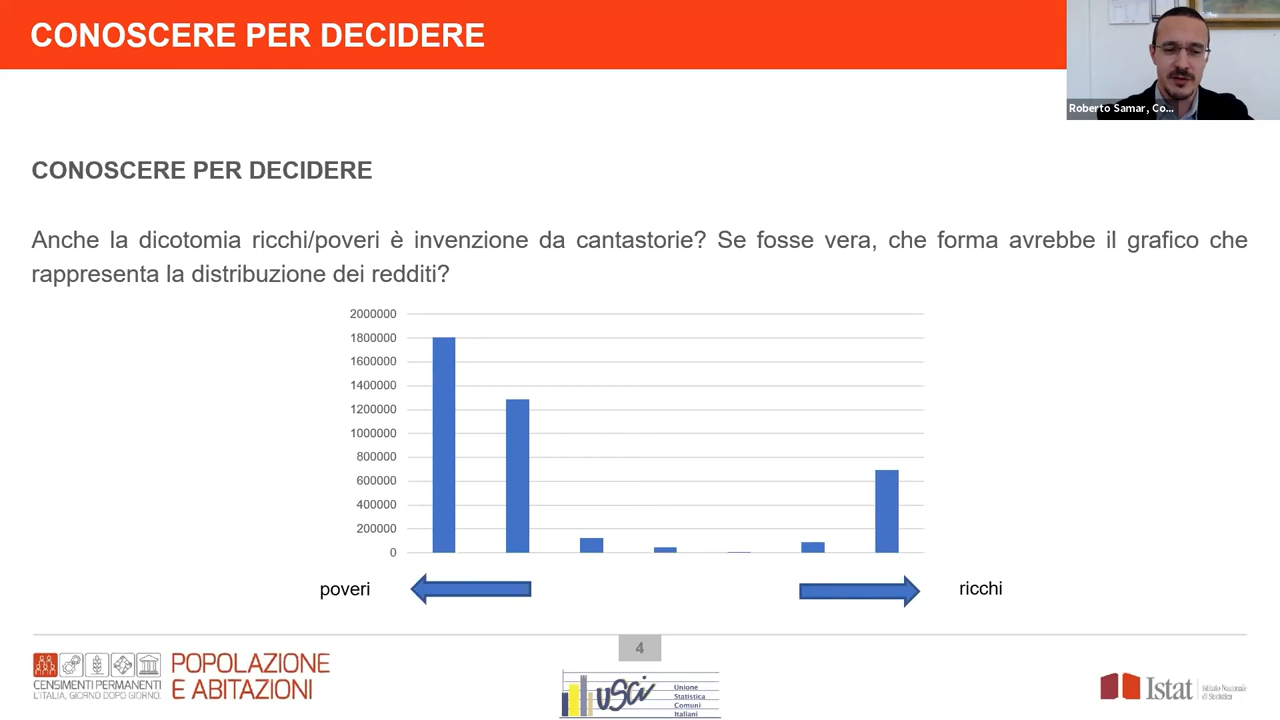 CONOSCERE PER DECIDERE
Roberto Samar, Co...
CONOSCERE PER DECIDERE
Anche la dicotomia ricchi/poveri è invenzione da cantastorie? Se fosse vera, che forma avrebbe il grafico che
rappresenta la distribuzione dei redditi?
2000000
1800000
1600000
1400000
1200000
1000000
800000
600000
400000
200000
0
poveri
ricchi
4
CENSIMENTI PERMANENTI
L'ITALIA, GIORNO DOPO GIORNO.
POPOLAZIONE
E ABITAZIONI
usci
Unione
Statistica
Comuni
Italiani
Istat
Istituto Nazionale
di Statistica